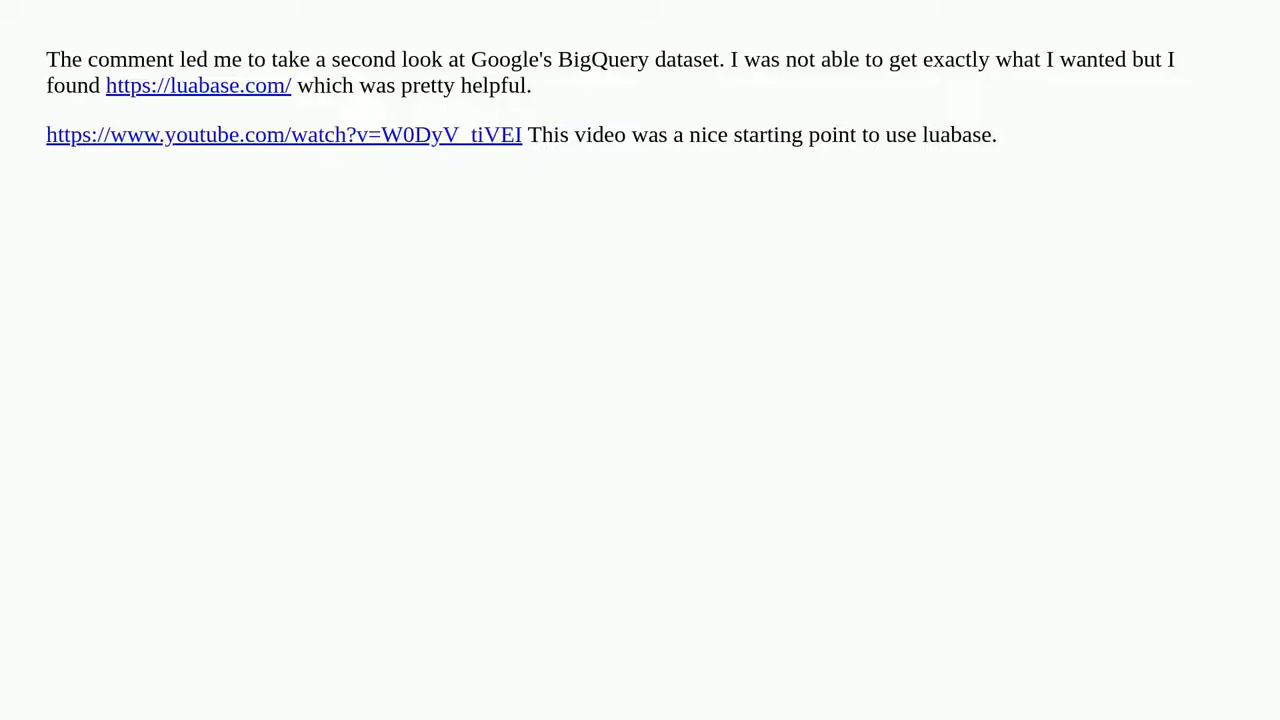 The comment led me to take a second look at Google's BigQuery dataset. I was not able to get exactly what I wanted but I
found https://luabase.com/ which was pretty helpful.
https://www.youtube.com/watch?v=W0DyV_tiVEI This video was a nice starting point to use luabase.